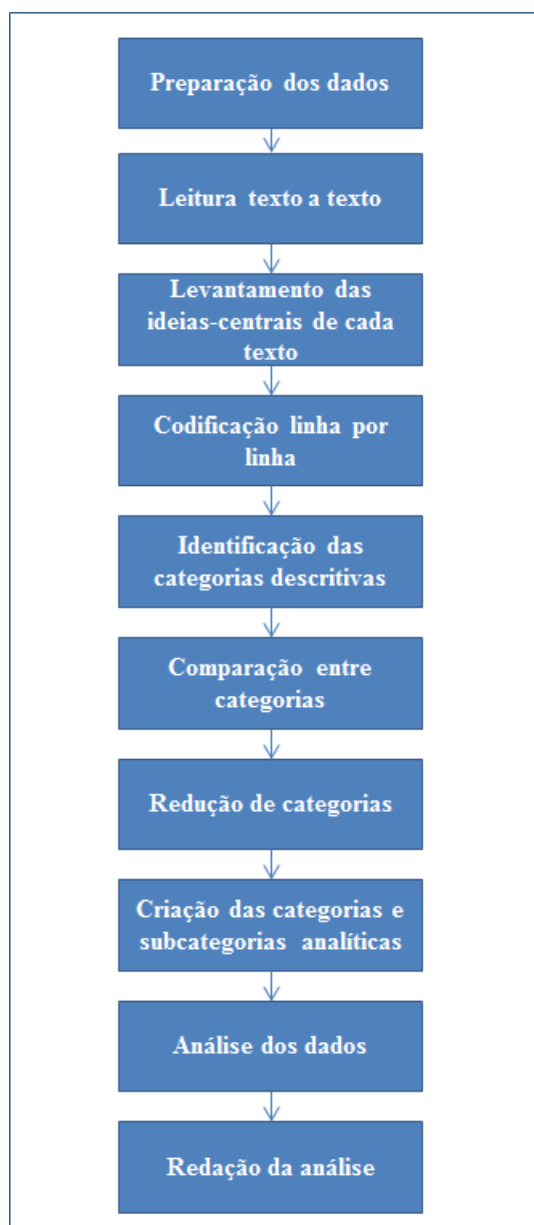 Preparação dos dados
Leitura texto a texto
Levantamento das
ideias-centrais de cada
texto
Codificação linha por
linha
Identificação das
categorias descritivas
Comparação entre
categorias
Redução de categorias
Criação das categorias e
subcategorias analíticas
Análise dos dados
Redação da análise